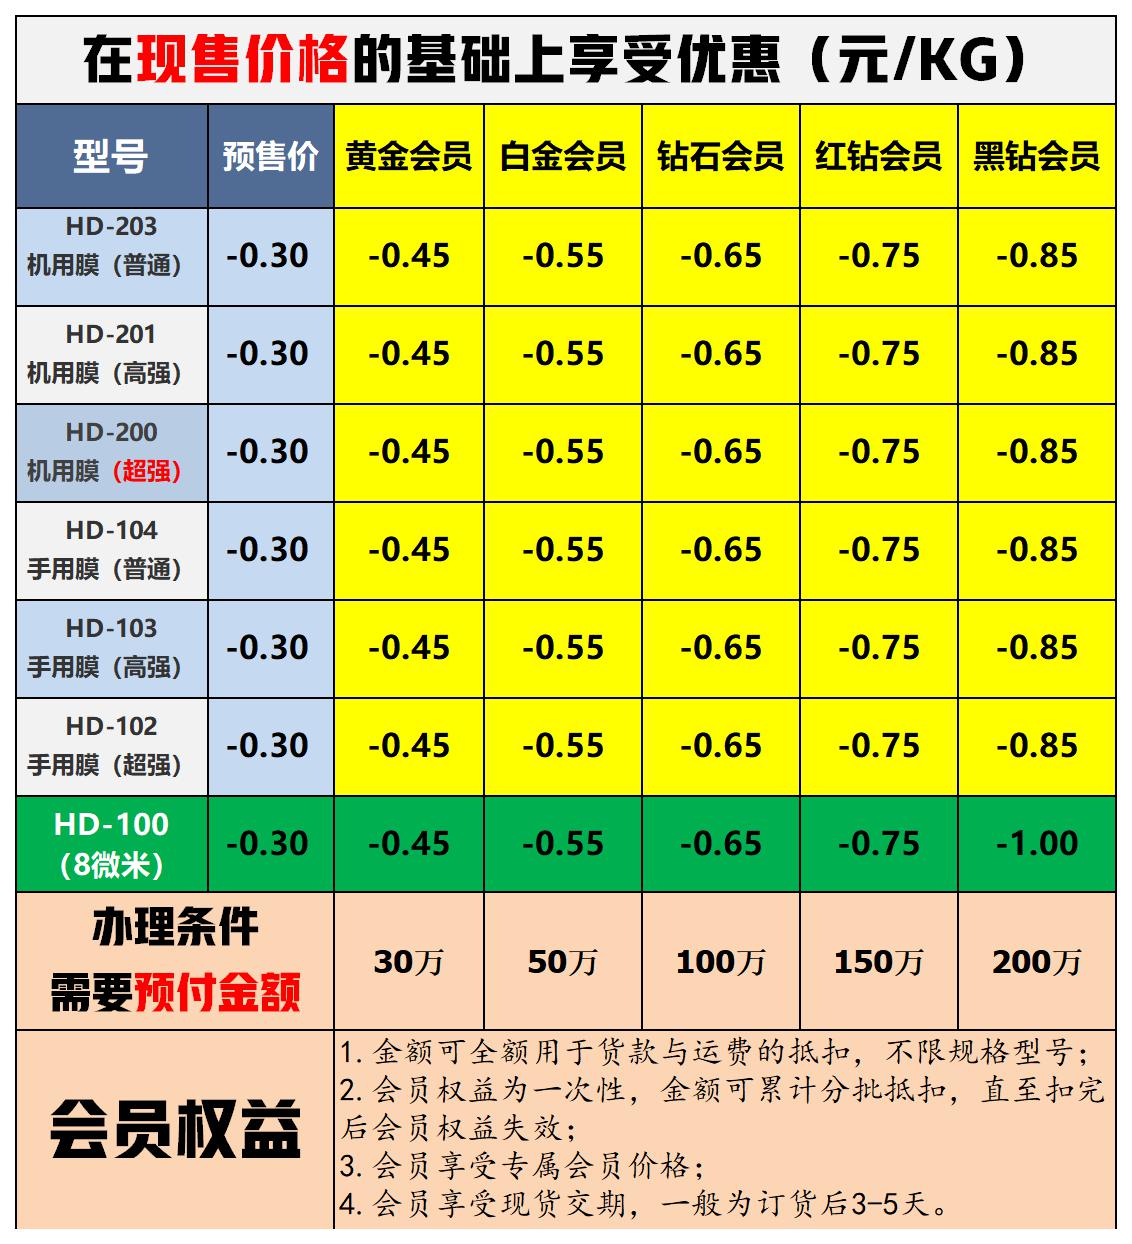 在现售价格的基础上享受优惠（元/KG）
型号 预售价 黄金会员 白金会员 钻石会员 红钻会员 黑钻会员
HD-203
机用膜（普通） -0.30 -0.45 -0.55 -0.65 -0.75 -0.85
HD-201
机用膜（高强） -0.30 -0.45 -0.55 -0.65 -0.75 -0.85
HD-200
机用膜（超强） -0.30 -0.45 -0.55 -0.65 -0.75 -0.85
HD-104
手用膜（普通） -0.30 -0.45 -0.55 -0.65 -0.75 -0.85
HD-103
手用膜（高强） -0.30 -0.45 -0.55 -0.65 -0.75 -0.85
HD-102
手用膜（超强） -0.30 -0.45 -0.55 -0.65 -0.75 -0.85
HD-100
（8微米） -0.30 -0.45 -0.55 -0.65 -0.75 -1.00
办理条件
需要预付金额 30万 50万 100万 150万 200万
会员权益
1. 金额可全额用于货款与运费的抵扣，不限规格型号；
2. 会员权益为一次性，金额可累计分批抵扣，直至扣完
后会员权益失效；
3. 会员享受专属会员价格；
4. 会员享受现货交期，一般为订货后3-5天。